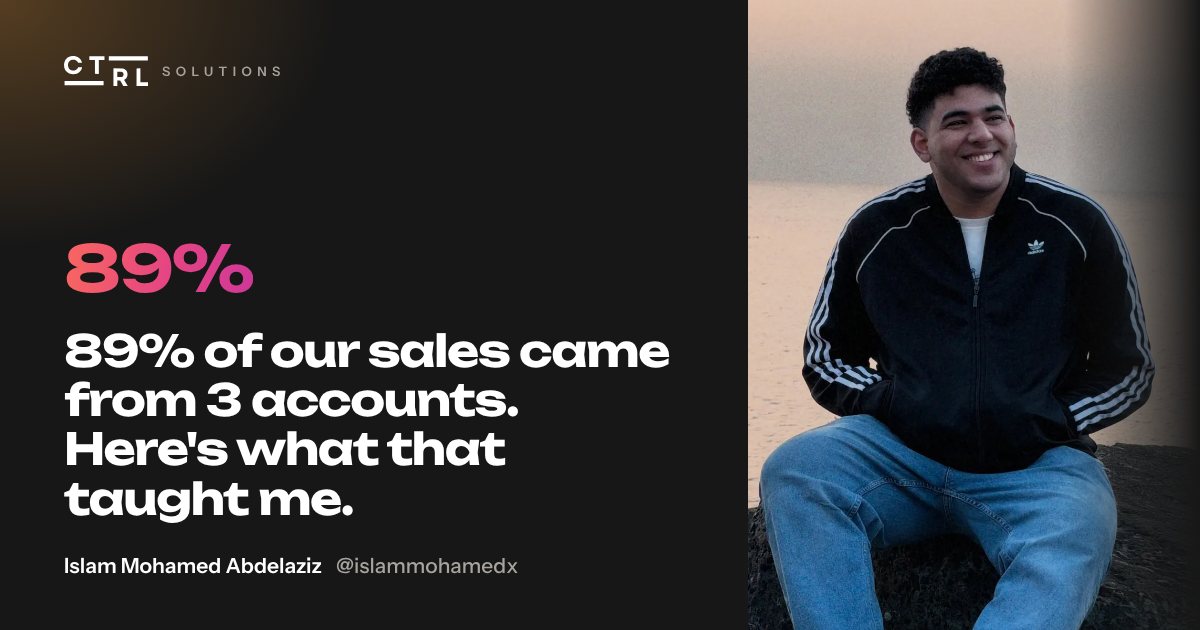 CT
RL
SOLUTIONS
89%
89% of our sales came
from 3 accounts.
Here's what that
taught me.
Islam Mohamed Abdelaziz @islammohamedx
adidas